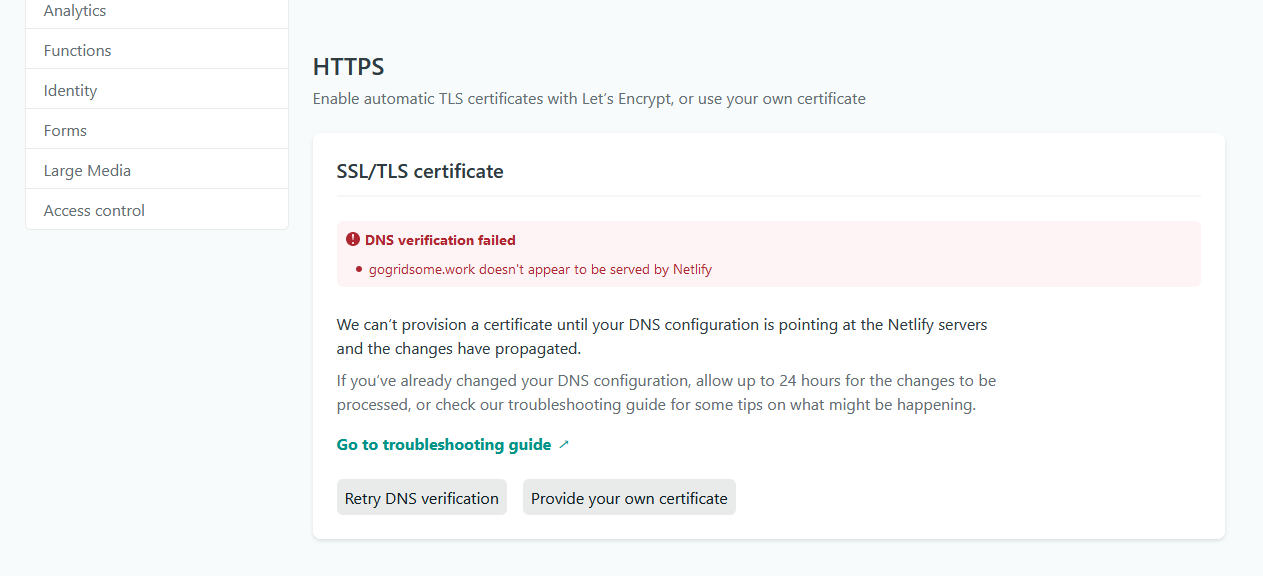 Analytics
Functions
Identity
Forms
Large Media
Access control
HTTPS
Enable automatic TLS certificates with Let's Encrypt, or use your own certificate
SSL/TLS certificate
DNS verification failed
• gogridsome.work doesn't appear to be served by Netlify
We can't provision a certificate until your DNS configuration is pointing at the Netlify servers
and the changes have propagated.
If you've already changed your DNS configuration, allow up to 24 hours for the changes to be
processed, or check our troubleshooting guide for some tips on what might be happening.
Go to troubleshooting guide ↗
Retry DNS verification
Provide your own certificate